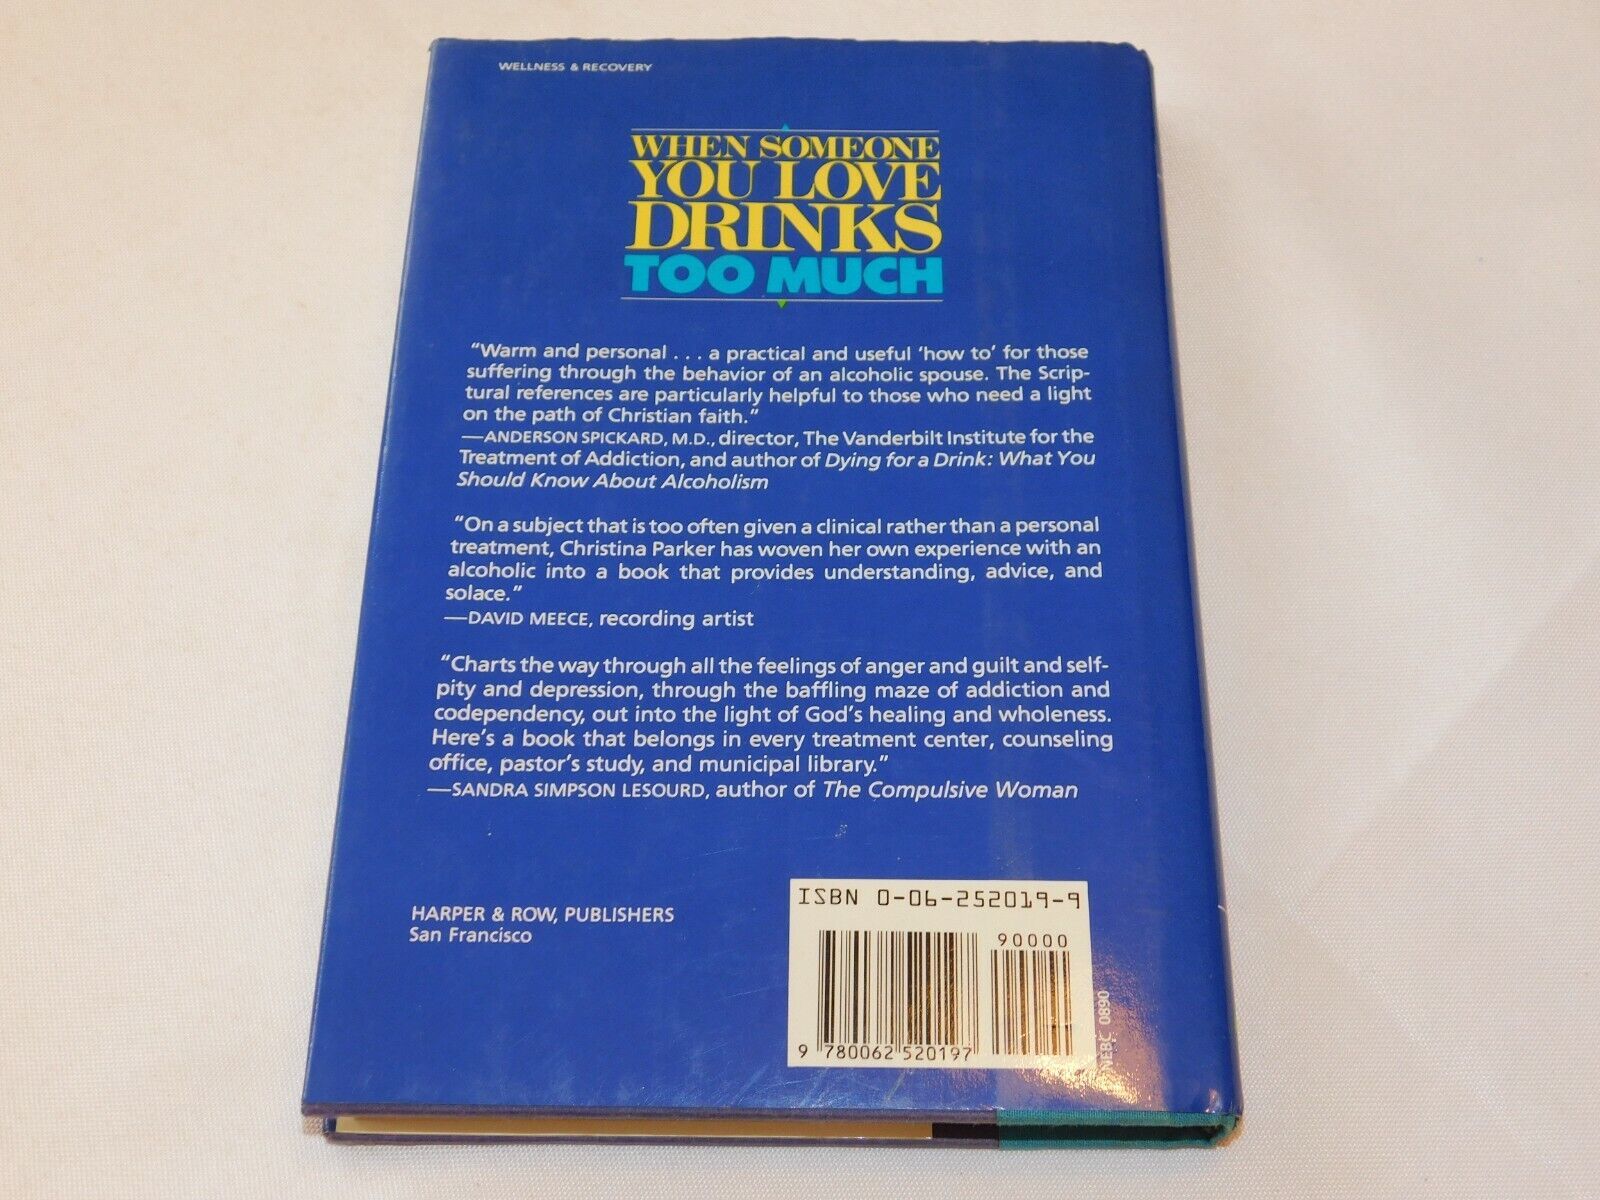 WELLNESS & RECOVERY
WHEN SOMEONE
YOU LOVE
DRINKS
TOO MUCH
"Warm and personal . . . a practical and useful 'how to' for those
suffering through the behavior of an alcoholic spouse. The Scrip-
tural references are particularly helpful to those who need a light
on the path of Christian faith."
—ANDERSON SPICKARD, M.D., director, The Vanderbilt Institute for the
Treatment of Addiction, and author of Dying for a Drink: What You
Should Know About Alcoholism
"On a subject that is too often given a clinical rather than a personal
treatment, Christina Parker has woven her own experience with an
alcoholic into a book that provides understanding, advice, and
solace."
—DAVID MEECE, recording artist
"Charts the way through all the feelings of anger and guilt and self-
pity and depression, through the baffling maze of addiction and
codependency, out into the light of God's healing and wholeness.
Here's a book that belongs in every treatment center, counseling
office, pastor's study, and municipal library."
—SANDRA SIMPSON LESOURD, author of The Compulsive Woman
HARPER & ROW, PUBLISHERS
San Francisco
ISBN 0-06-252019-9
90000
9 780062 520197
0890